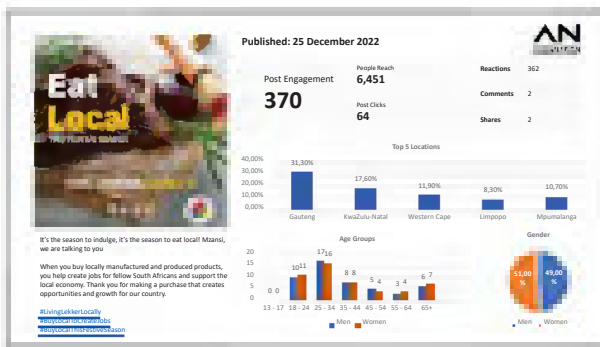 Published: 25 December 2022
AN
Eat
Local
Post Engagement
370
People Reach
6,451
Post Clicks
64
Reactions 362
Comments 2
Shares 2
Top 5 Locations
40,00%
30,00%
20,00%
10,00%
0,00%
31,30%
17,60%
11,90%
8,30%
10,70%
Gauteng
KwaZulu-Natal
Western Cape
Limpopo
Mpumalanga
It's the season to indulge, it's the season to eat local! Mzansi,
we are talking to you
When you buy locally manufactured and produced products,
you help create jobs for fellow South Africans and support the
local economy. Thank you for making a purchase that creates
opportunities and growth for our country.
#LivingLekkerLocally
#BuyLocalToCreateJobs
#BuyLocalThisFestiveSeason
Age Groups
20
15
10
5
0
0 0
10 11
17 16
8 8
5 4
3 4
6 7
13 - 17 18 - 24 25 - 34 35 - 44 45 - 54 55 - 64 65+
Men Women
Gender
51,00
%
49,00
%
Men Women